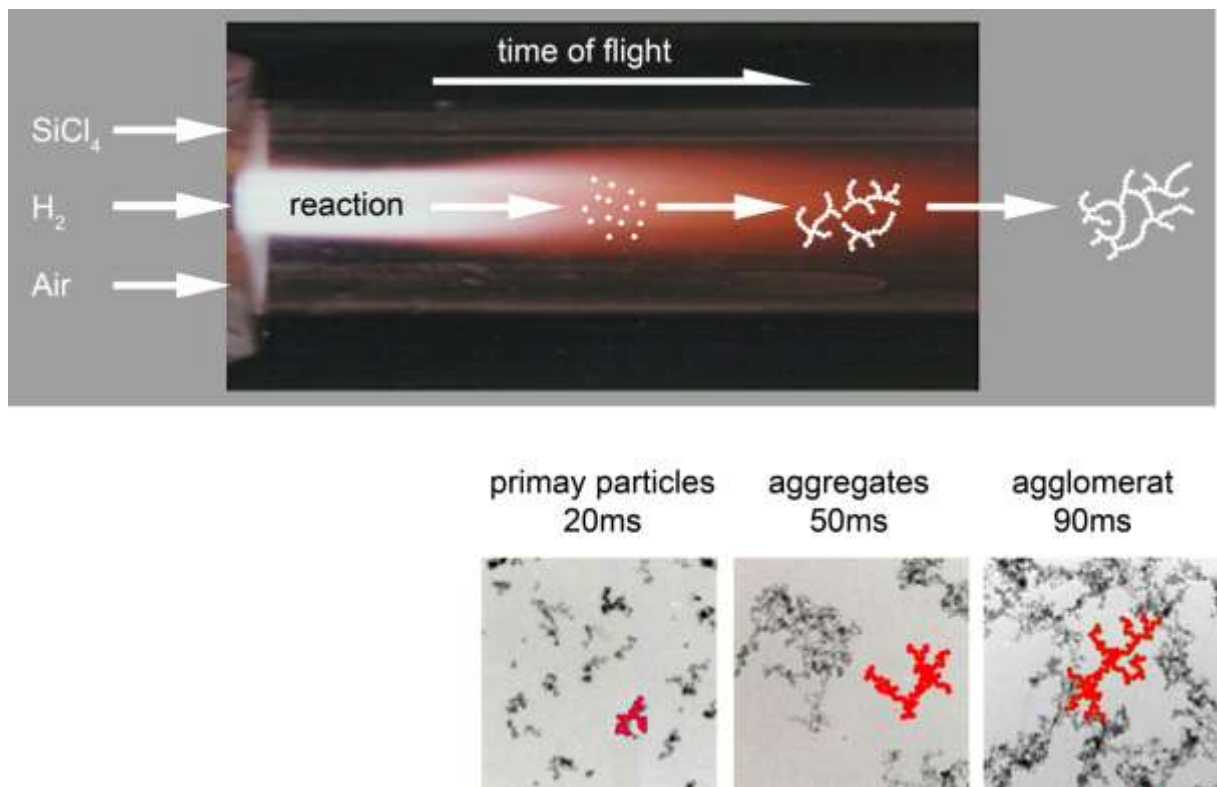 time of flight
SiCl₄
H₂
reaction
Air
primay particles
20ms
aggregates
50ms
agglomerat
90ms